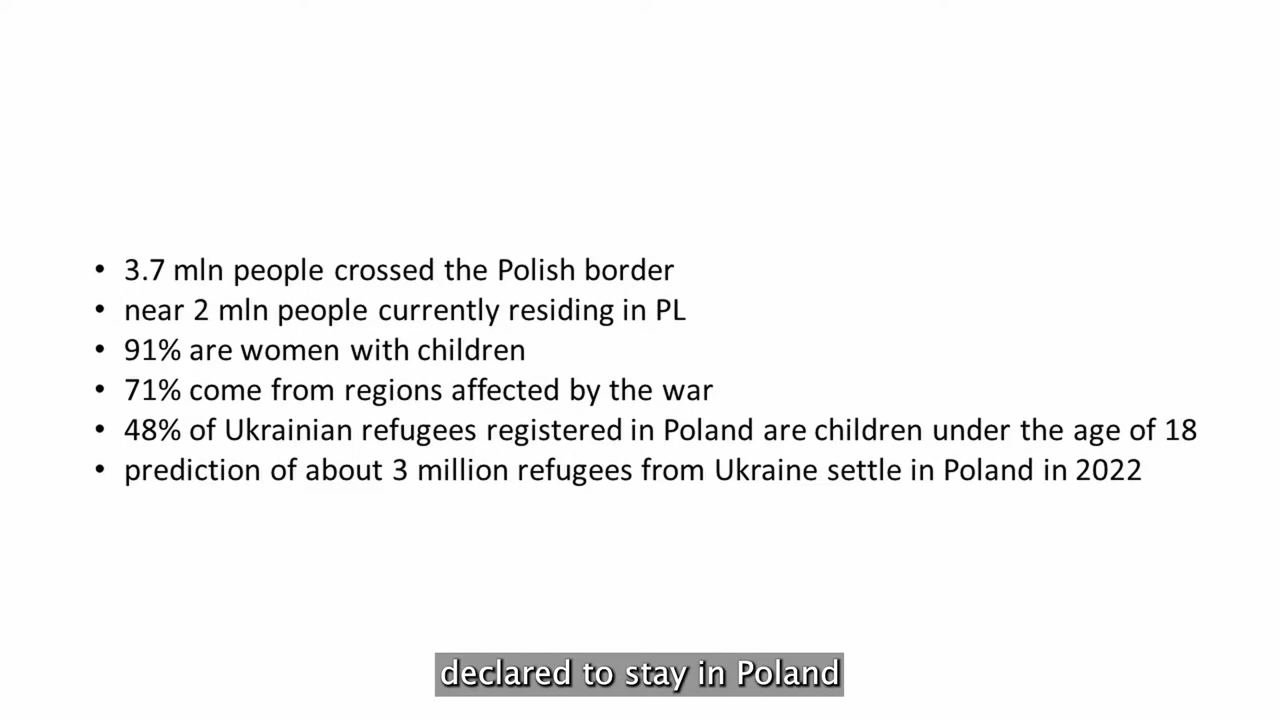 • 3.7 mln people crossed the Polish border
• near 2 mln people currently residing in PL
• 91% are women with children
• 71% come from regions affected by the war
• 48% of Ukrainian refugees registered in Poland are children under the age of 18
• prediction of about 3 million refugees from Ukraine settle in Poland in 2022
declared to stay in Poland